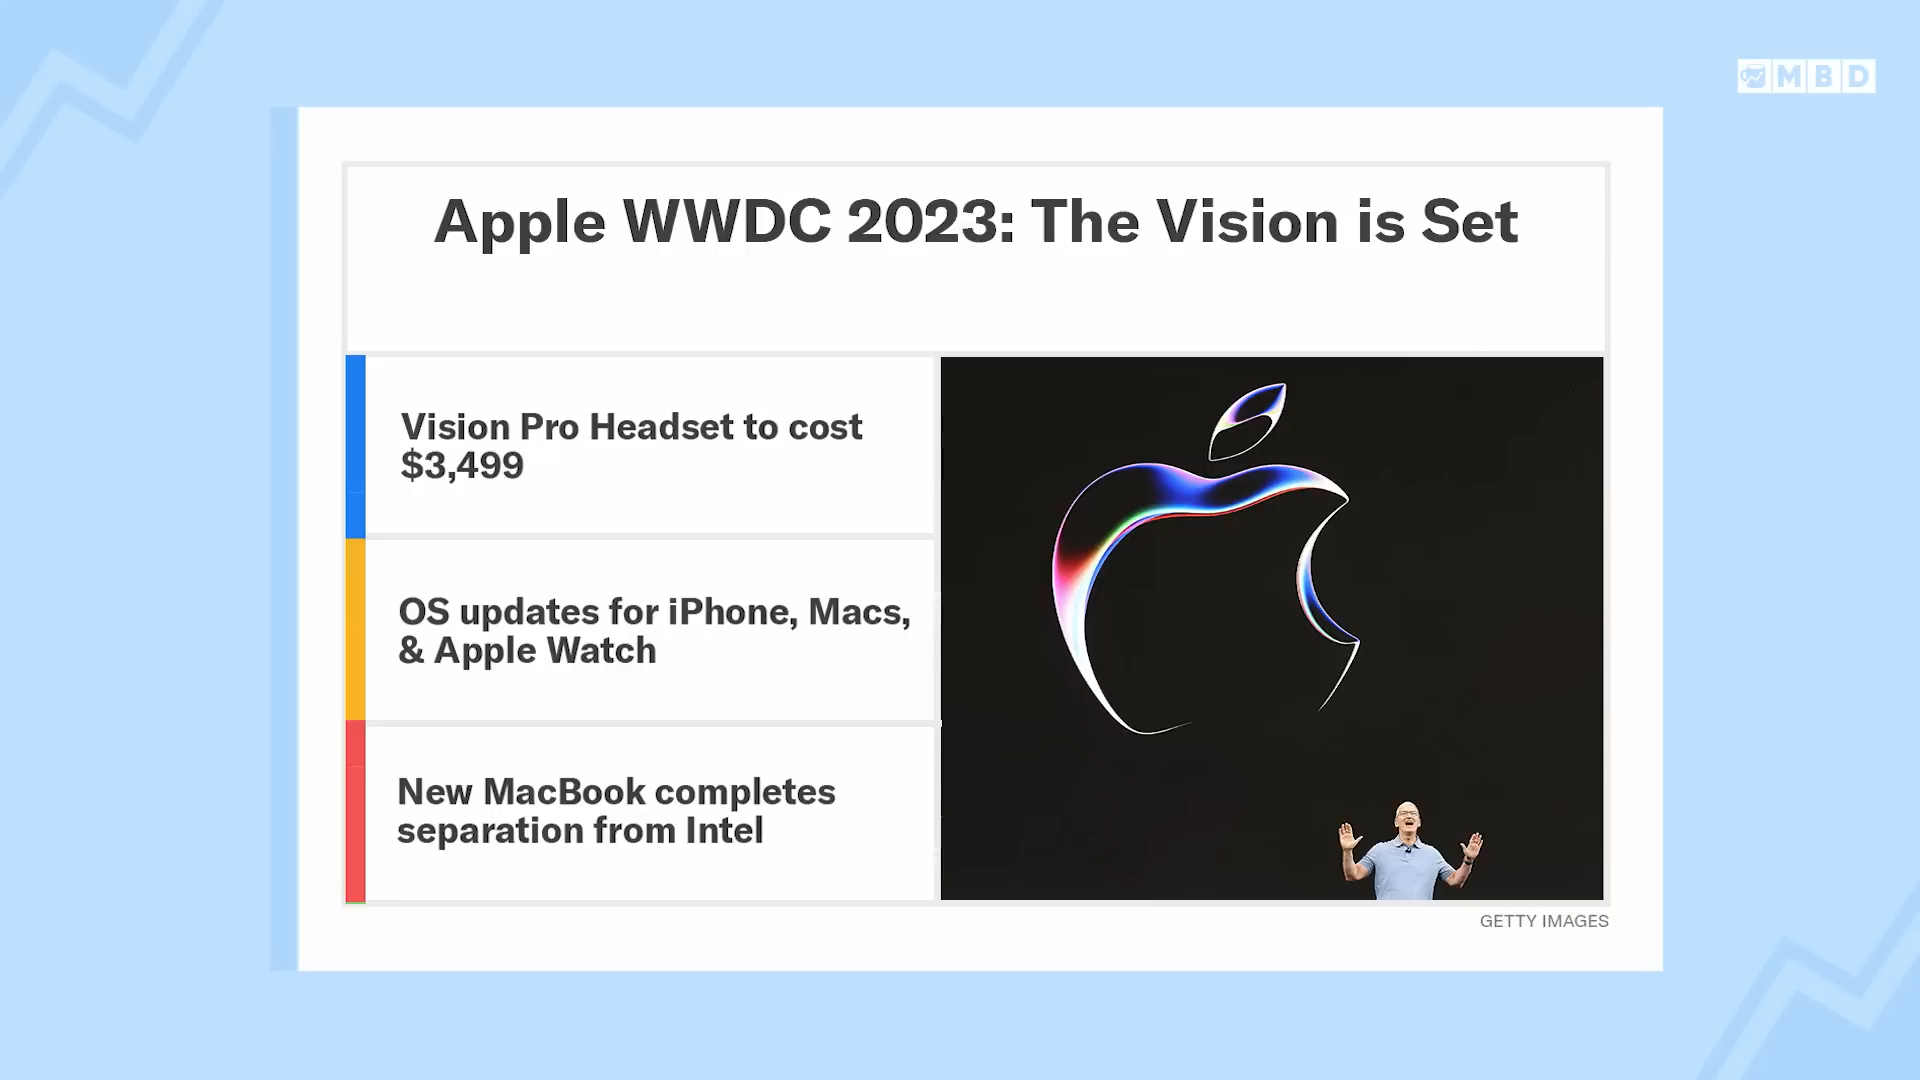 MBD
Apple WWDC 2023: The Vision is Set
Vision Pro Headset to cost
$3,499
OS updates for iPhone, Macs,
& Apple Watch
New MacBook completes
separation from Intel
GETTY IMAGES